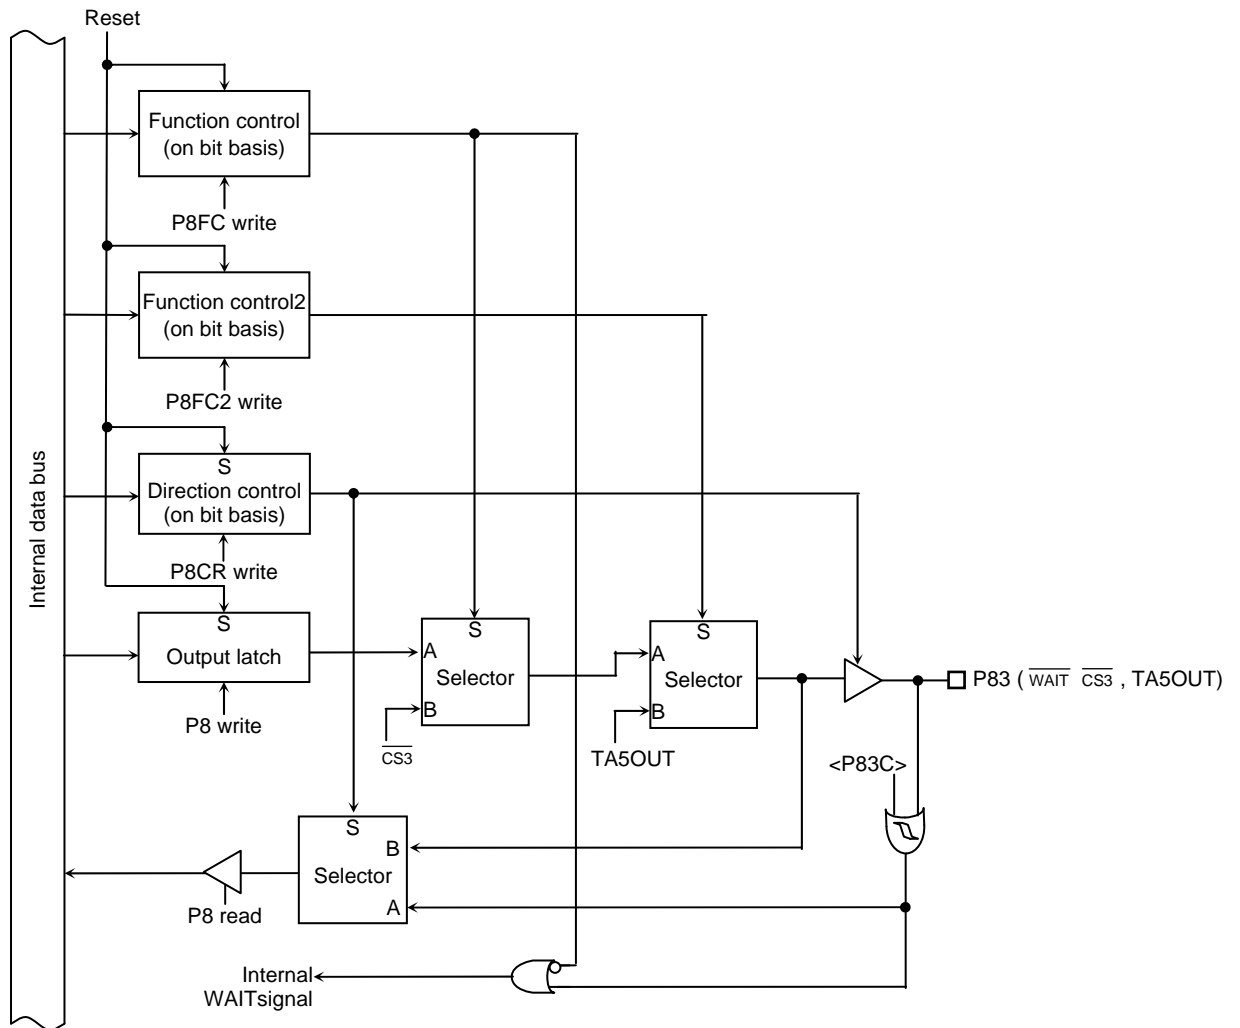 Reset
Function control
(on bit basis)
P8FC write
Function control2
(on bit basis)
P8FC2 write
Internal data bus
S
Direction control
(on bit basis)
P8CR write
S
Output latch
P8 write
S
A
Selector
B
CS3
S
A
Selector
B
TA5OUT
P83 ( WAIT CS3 , TA5OUT)
<P83C>
S
B
Selector
A
P8 read
Internal
WAITsignal